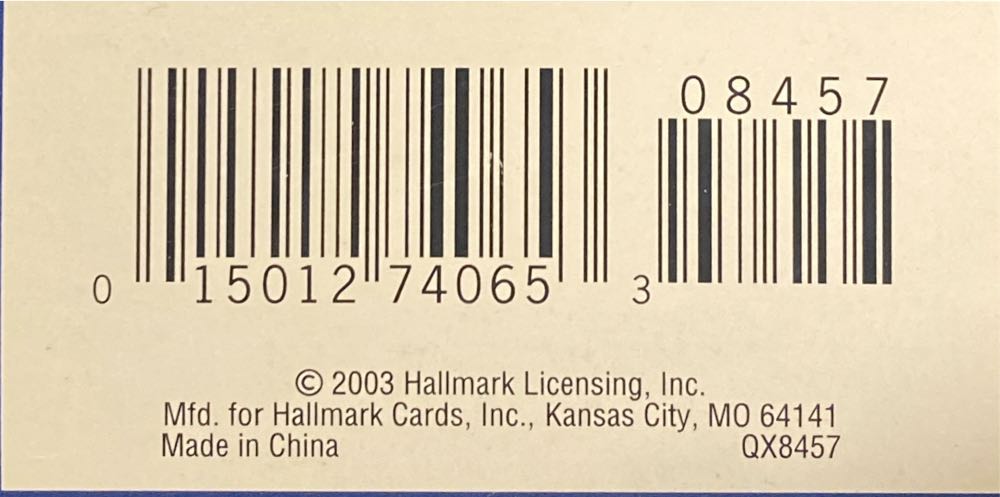 08457
0 15012 74065 3
© 2003 Hallmark Licensing, Inc.
Mfd. for Hallmark Cards, Inc., Kansas City, MO 64141
Made in China QX8457